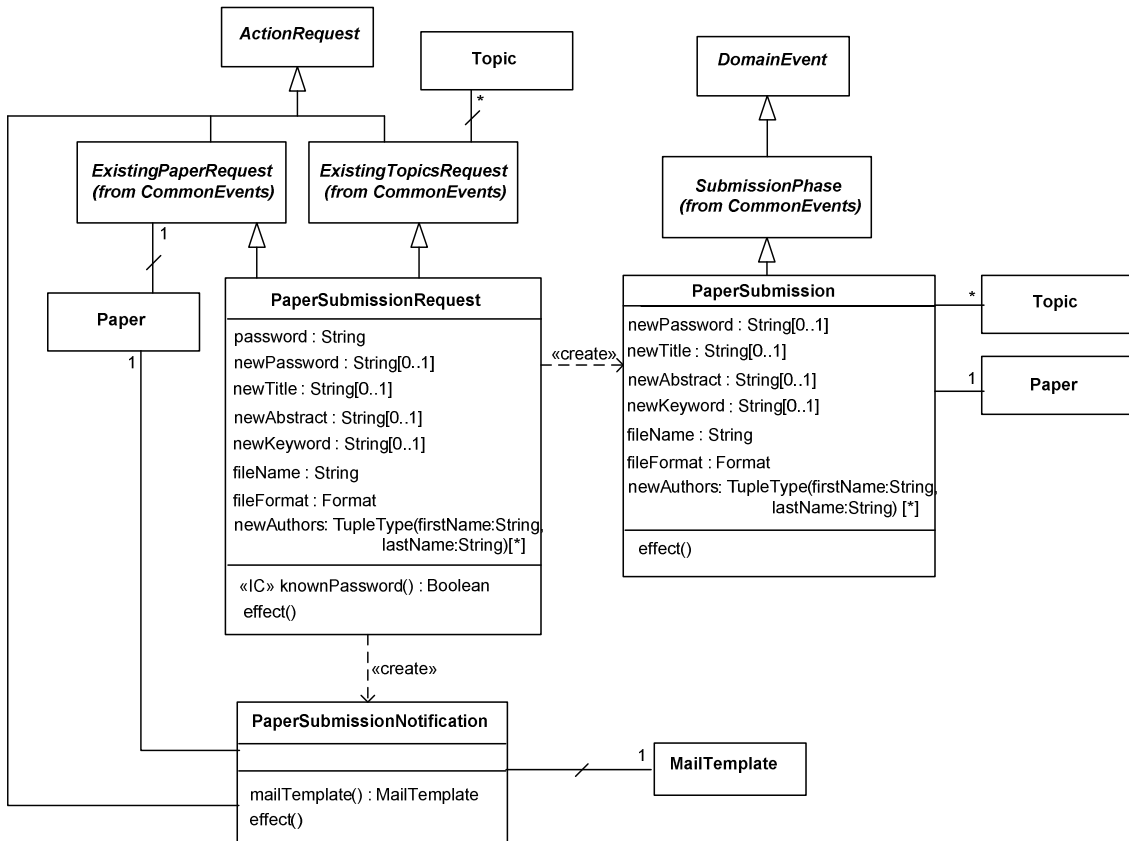 ActionRequest
Topic
DomainEvent
*
ExistingPaperRequest
(from CommonEvents)
ExistingTopicsRequest
(from CommonEvents)
SubmissionPhase
(from CommonEvents)
1
Paper
1
PaperSubmissionRequest
password : String
newPassword : String[0..1]
newTitle : String[0..1]
newAbstract : String[0..1]
newKeyword : String[0..1]
fileName : String
fileFormat : Format
newAuthors: TupleType(firstName:String,
lastName:String)[*]
«IC» knownPassword() : Boolean
effect()
«create»
PaperSubmission
newPassword : String[0..1]
newTitle : String[0..1]
newAbstract : String[0..1]
newKeyword : String[0..1]
fileName : String
fileFormat : Format
newAuthors: TupleType(firstName:String,
lastName:String) [*]
effect()
*
Topic
1
Paper
«create»
PaperSubmissionNotification
mailTemplate() : MailTemplate
effect()
1
MailTemplate